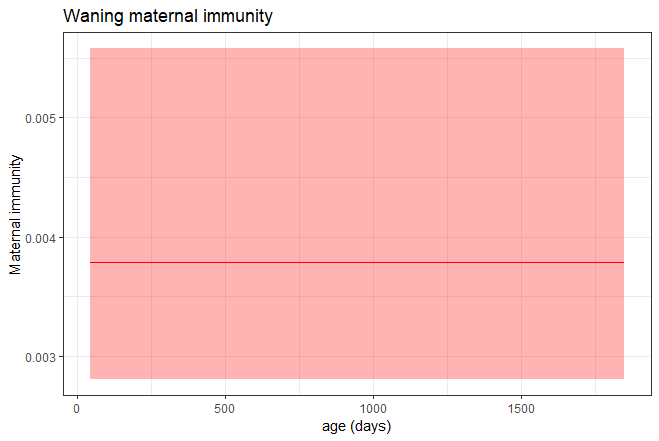 Waning maternal immunity
Maternal immunity
0.005
0.004
0.003
0 500 1000 1500
age (days)